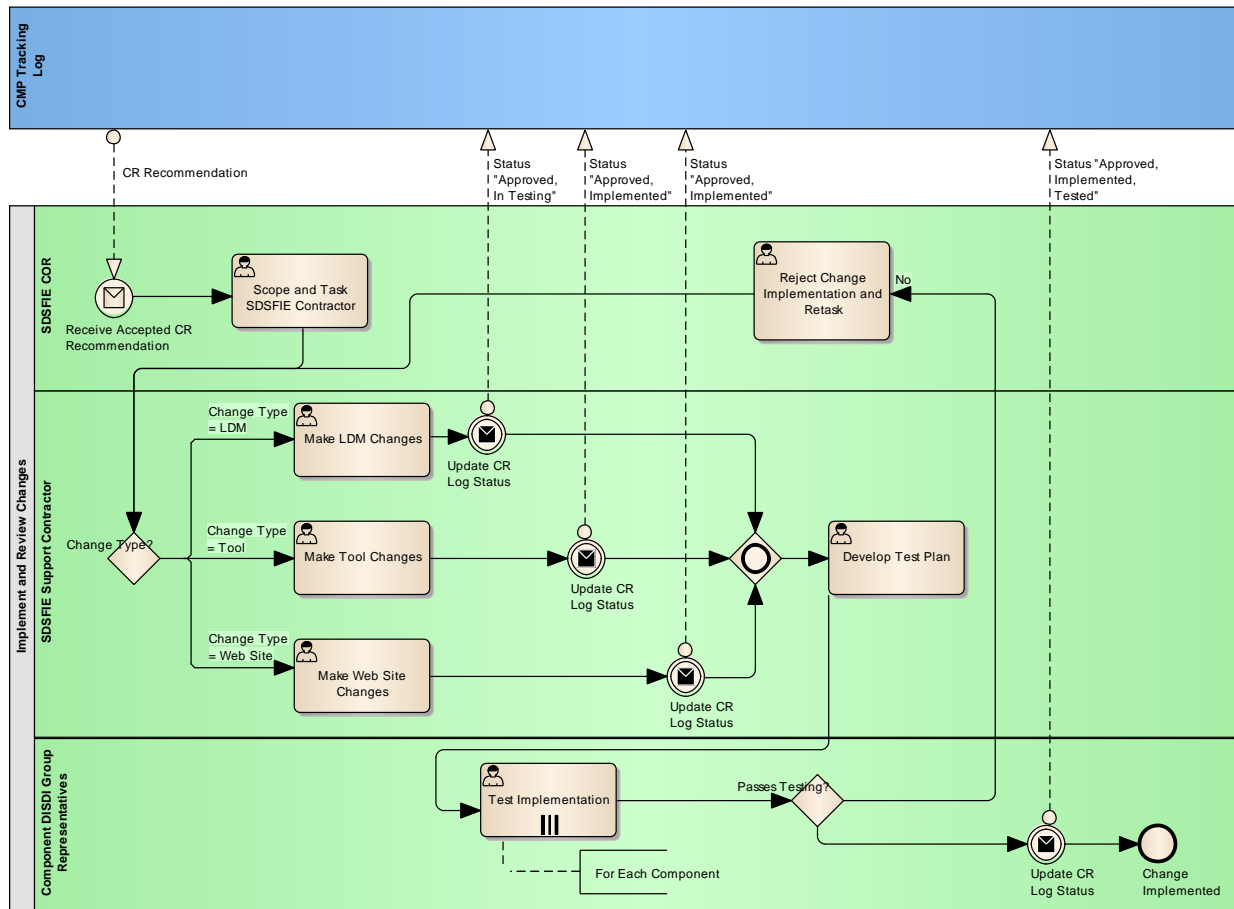 CMP Tracking
Log
CR Recommendation
Status
"Approved,
In Testing"
Status
"Approved,
Implemented"
Status
"Approved,
Implemented"
Status "Approved,
Implemented,
Tested"
Implement and Review Changes
SDSFIE COR
Receive Accepted CR
Recommendation
Scope and Task
SDSFIE Contractor
Reject Change
Implementation and
Retask
No
SDSFIE Support Contractor
Change Type?
Change Type
= LDM
Make LDM Changes
Update CR
Log Status
Change Type
= Tool
Make Tool Changes
Update CR
Log Status
Develop Test Plan
Change Type
= Web Site
Make Web Site
Changes
Update CR
Log Status
Component DISDI Group
Representatives
Test Implementation
Passes Testing?
For Each Component
Update CR
Log Status
Change
Implemented